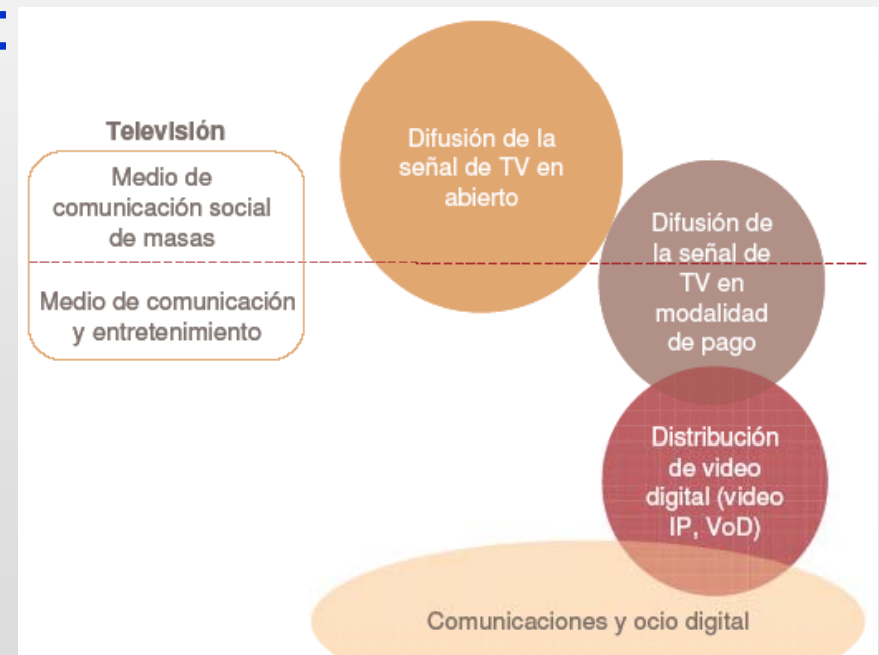 Televisión
Medio de
comunicación social
de masas
Medio de comunicación
y entretenimiento
Difusión de la
señal de TV en
abierto
Difusión de
la señal de
TV en
modalidad
de pago
Distribución
de video
digital (video
IP, VoD)
Comunicaciones y ocio digital